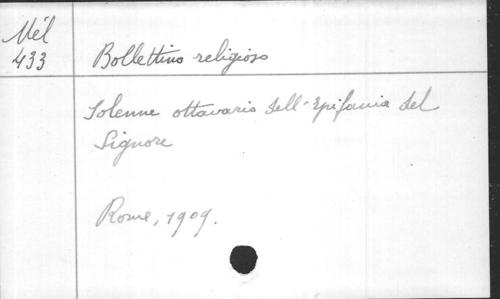 Mél
433
Bollettino religioso
Solenne ottavario dell'Epifania del
Signore
Rome, 1909.